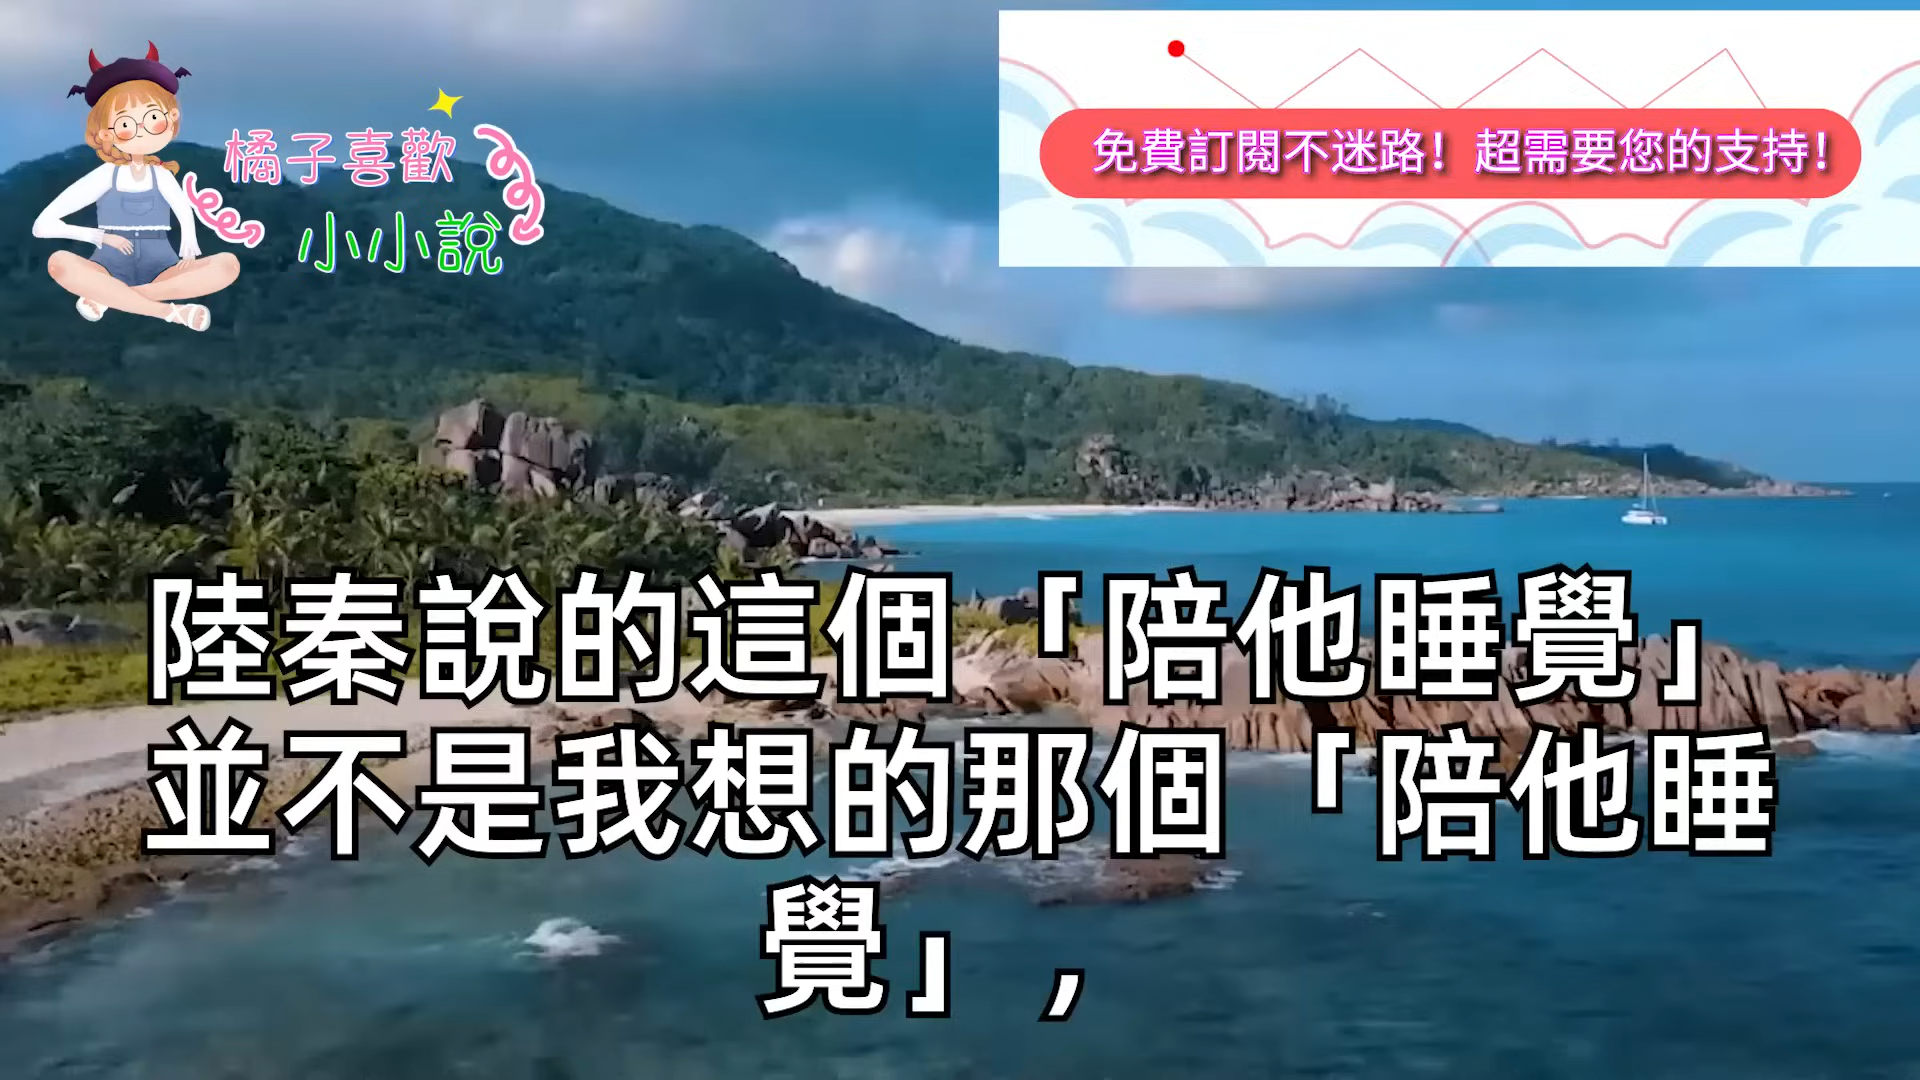 橘子喜歡
小小說
免費訂閱不迷路！超需要您的支持！
陸秦說的這個「陪他睡覺」
並不是我想的那個「陪他睡
覺」,